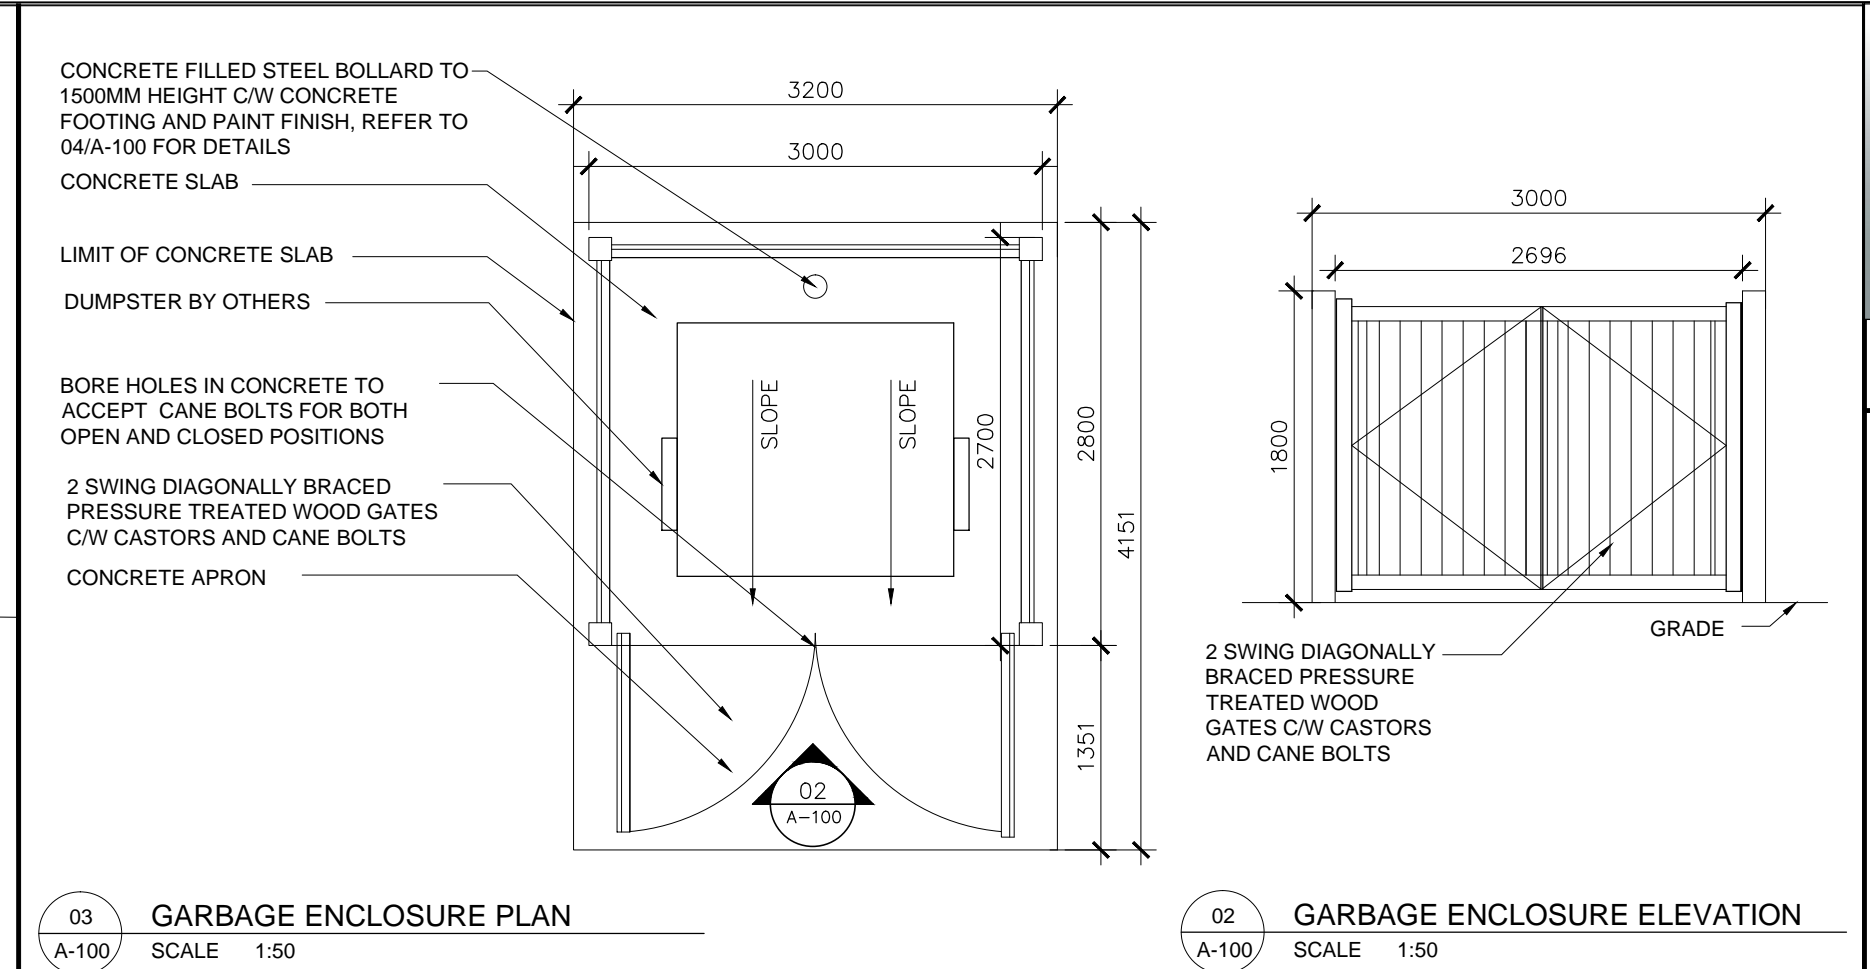 CONCRETE FILLED STEEL BOLLARD TO
1500MM HEIGHT C/W CONCRETE
FOOTING AND PAINT FINISH, REFER TO
04/A-100 FOR DETAILS
CONCRETE SLAB
LIMIT OF CONCRETE SLAB
DUMPSTER BY OTHERS
BORE HOLES IN CONCRETE TO
ACCEPT CANE BOLTS FOR BOTH
OPEN AND CLOSED POSITIONS
2 SWING DIAGONALLY BRACED
PRESSURE TREATED WOOD GATES
C/W CASTORS AND CANE BOLTS
CONCRETE APRON
3200
3000
SLOPE
SLOPE
2700
2800
4151
1351
02
A-100
03
A-100
GARBAGE ENCLOSURE PLAN
SCALE 1:50
3000
2696
1800
GRADE
2 SWING DIAGONALLY
BRACED PRESSURE
TREATED WOOD
GATES C/W CASTORS
AND CANE BOLTS
02
A-100
GARBAGE ENCLOSURE ELEVATION
SCALE 1:50